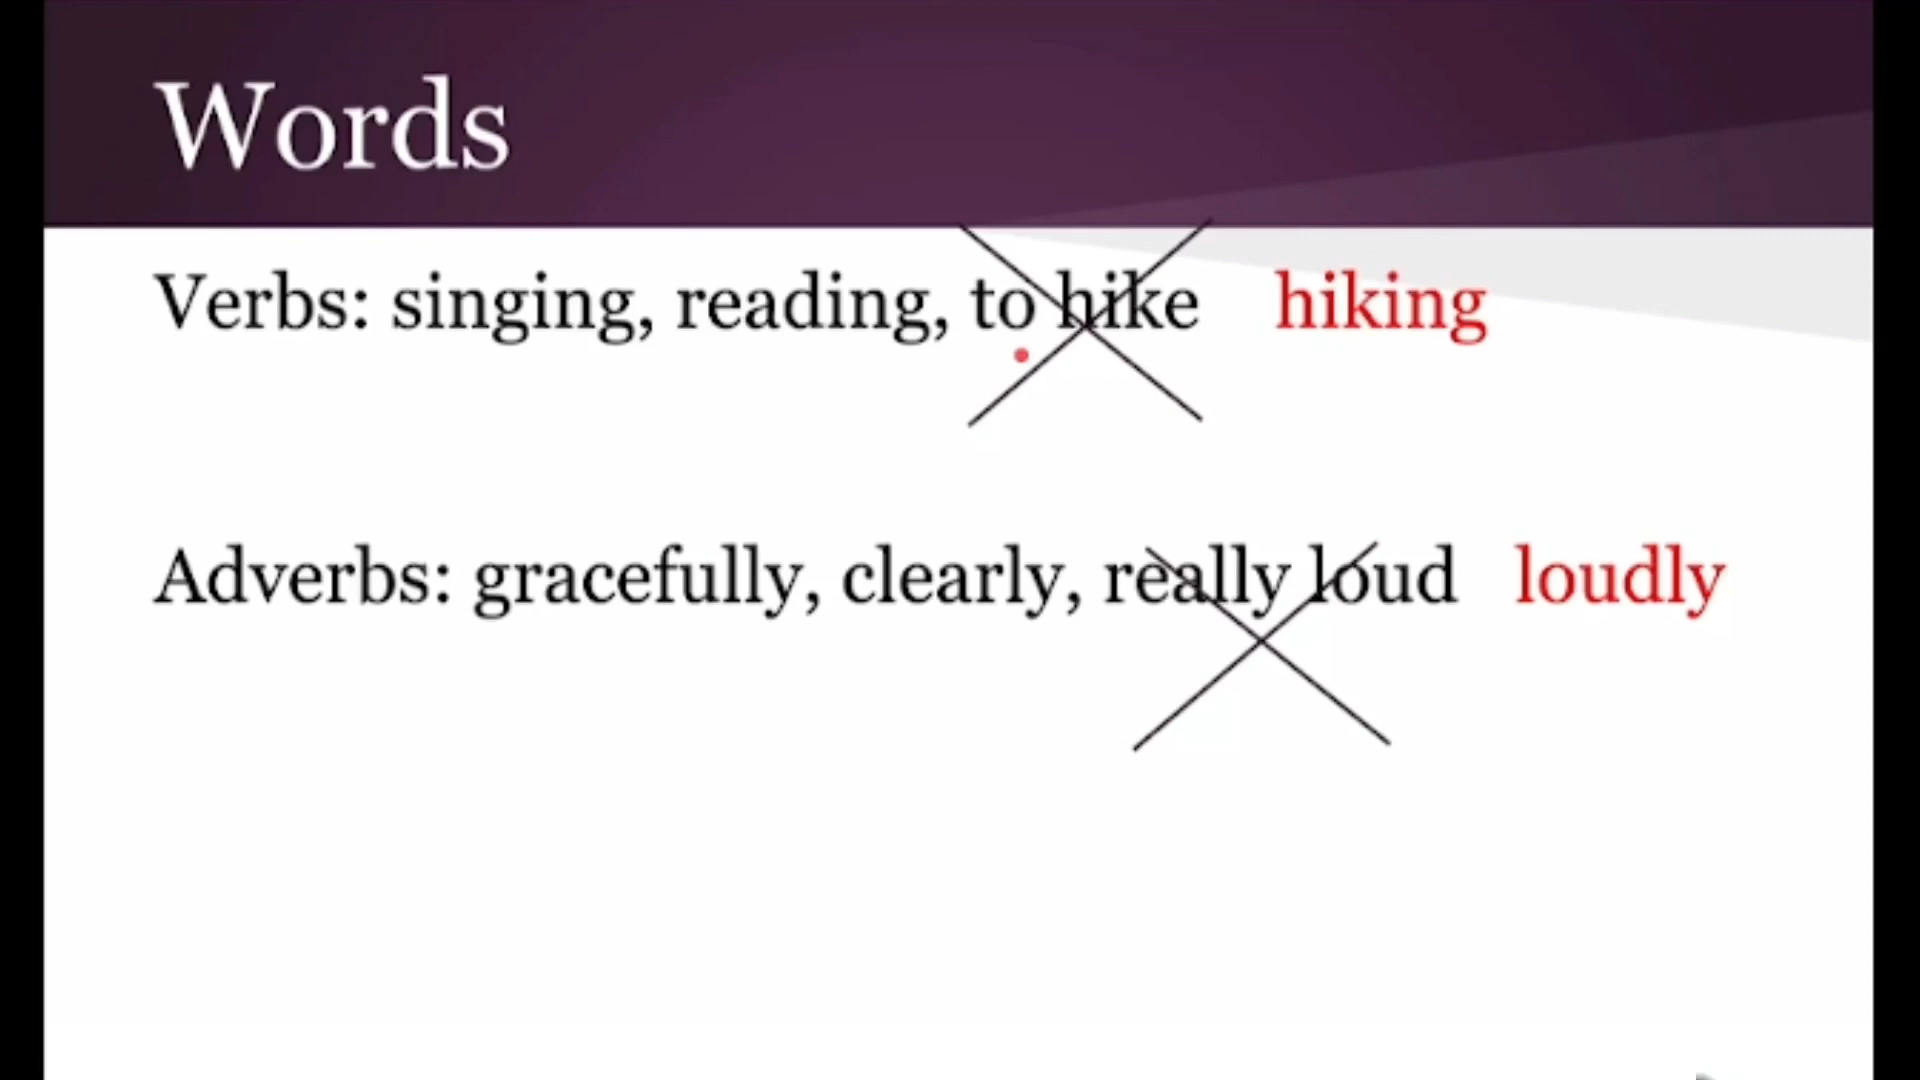 Words
Verbs: singing, reading, to hike hiking
Adverbs: gracefully, clearly, really loud loudly